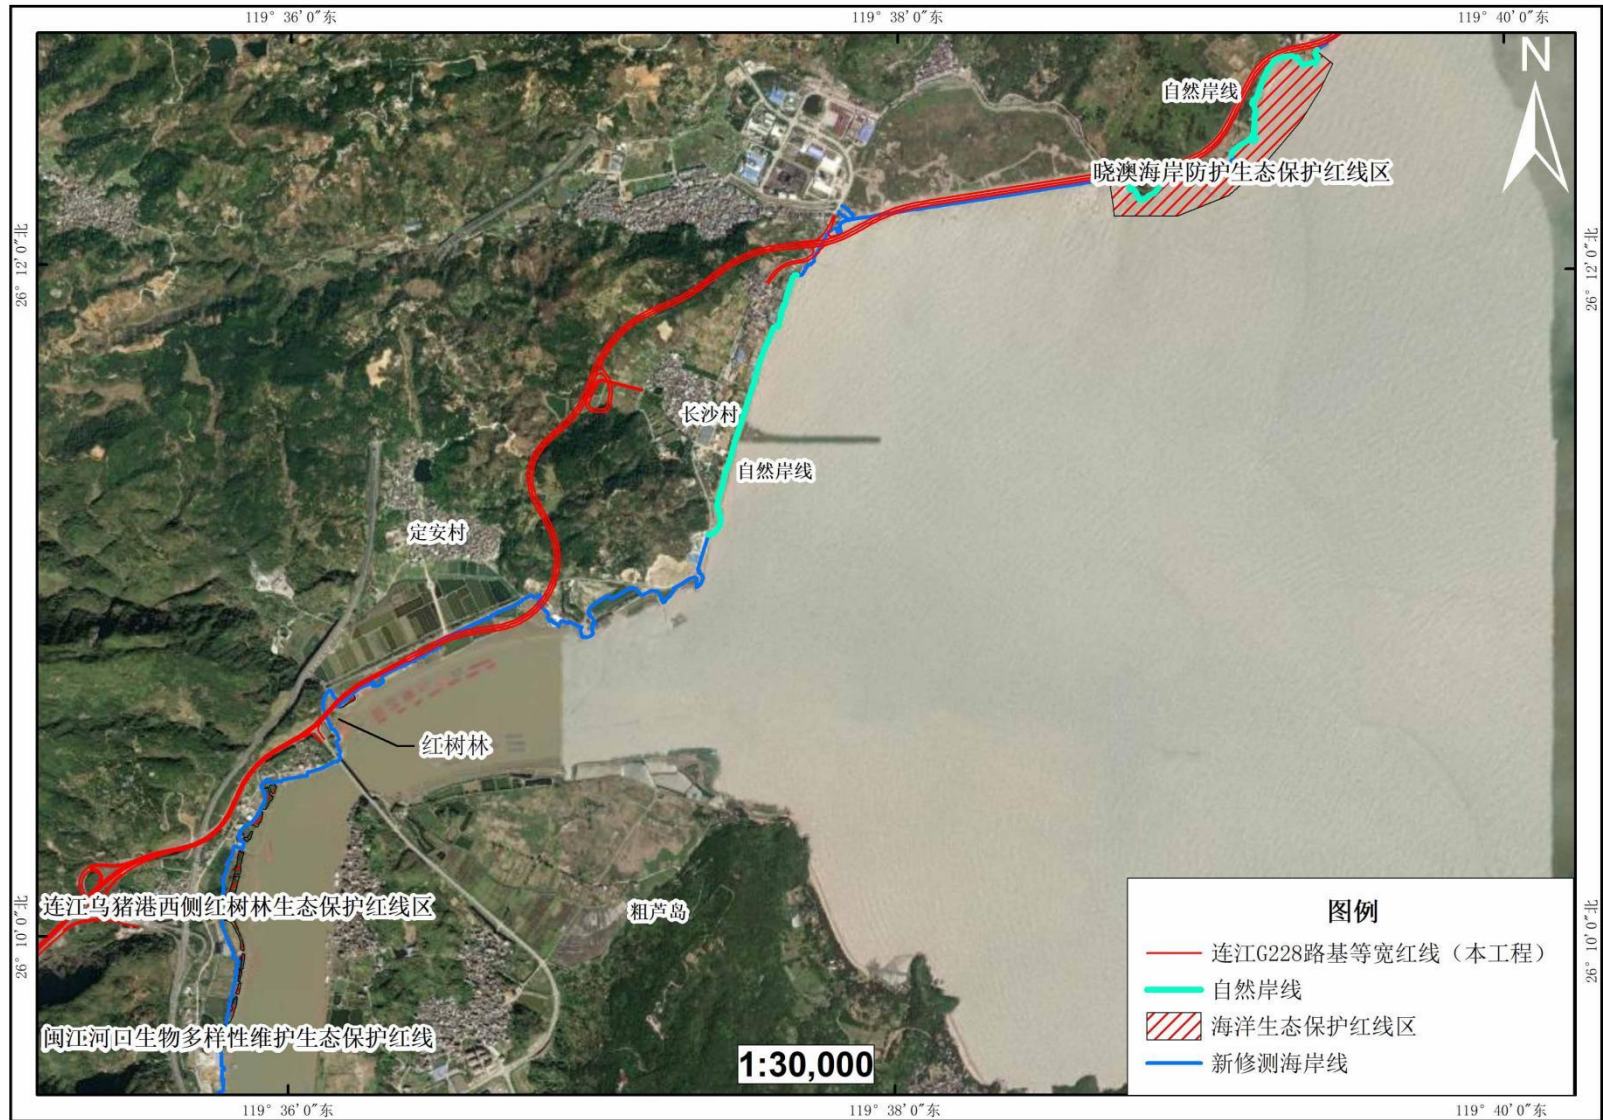 119° 36′0″东
119° 38′0″东
119° 40′0″东
N
自然岸线
晓澳海岸防护生态保护红线区
26° 12′0″北
26° 12′0″北
长沙村
自然岸线
定安村
红树林
连江乌猪港西侧红树林生态保护红线区
粗芦岛
26° 10′0″北
26° 10′0″北
闽江河口生物多样性维护生态保护红线
1:30,000
图例
连江G228路基等宽红线（本工程）
自然岸线
海洋生态保护红线区
新修测海岸线
119° 36′0″东
119° 38′0″东
119° 40′0″东